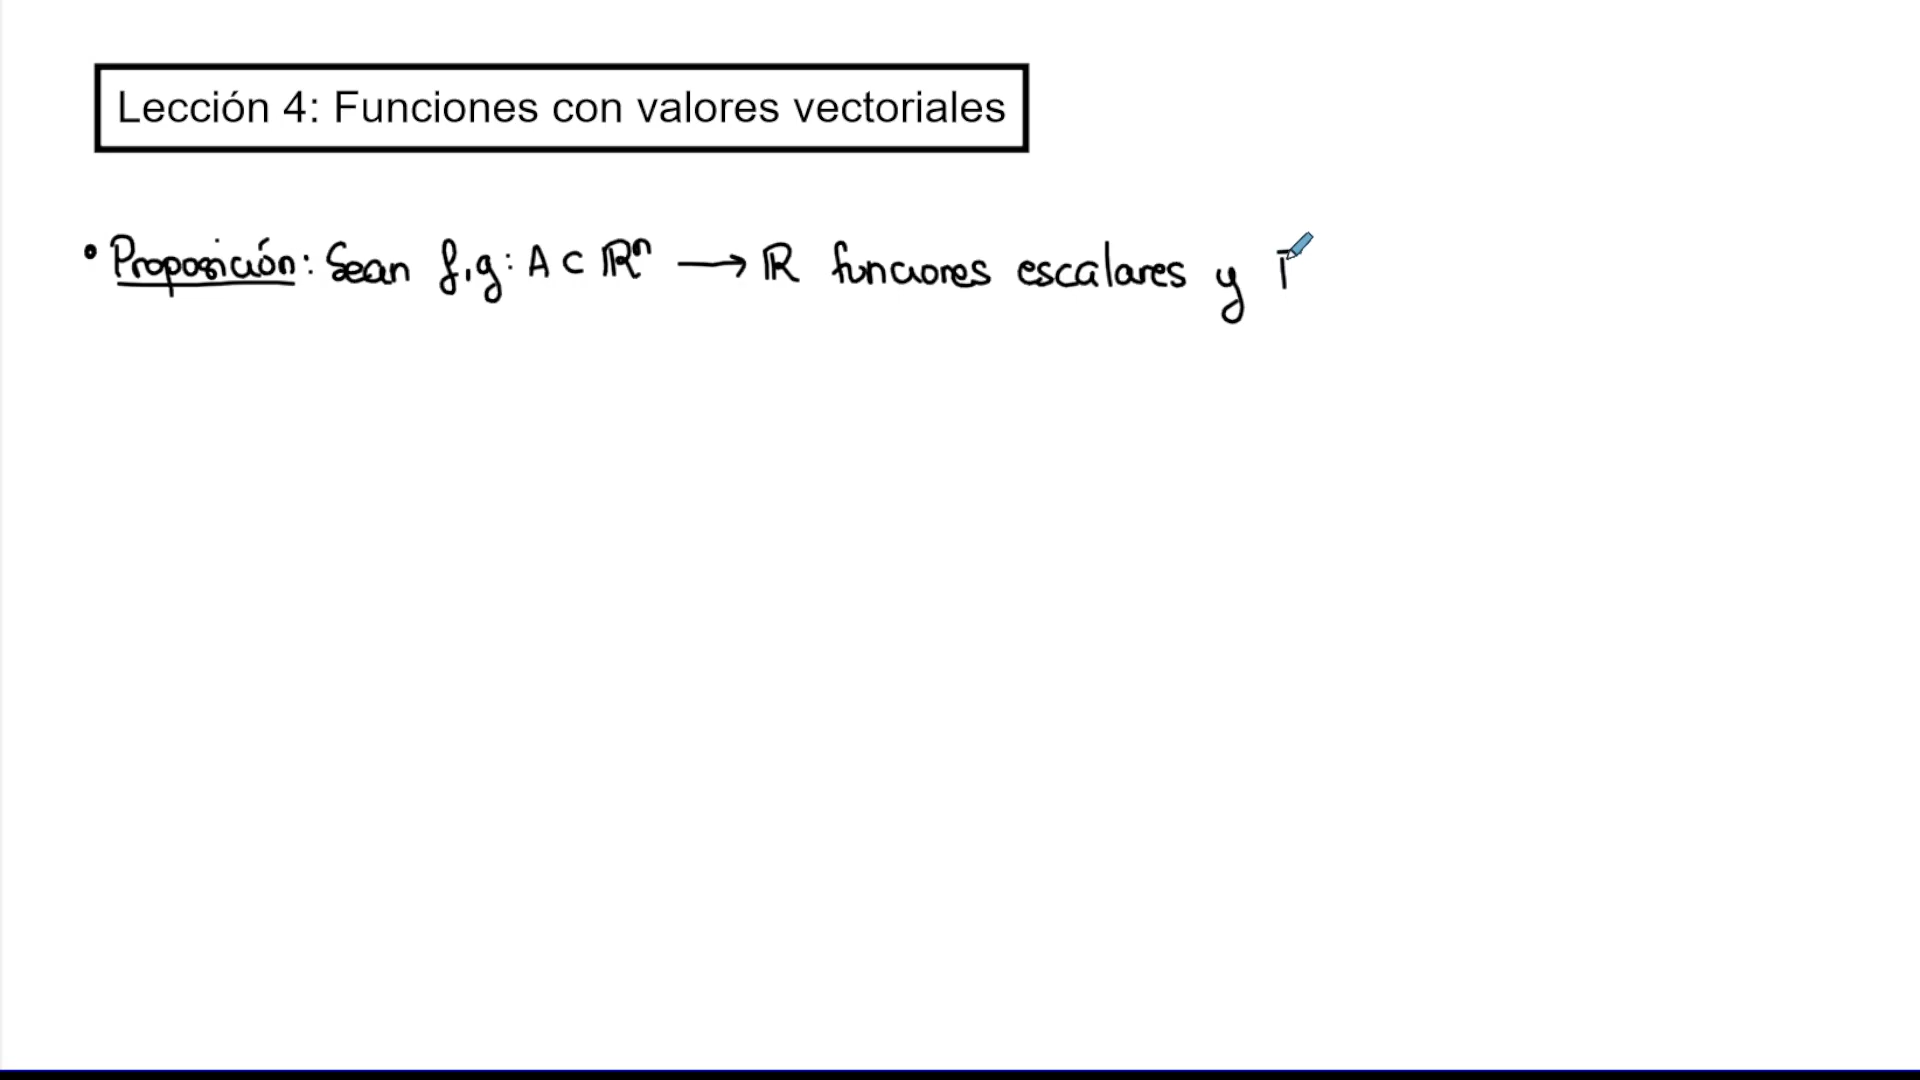 Lección 4: Funciones con valores vectoriales
• Proposición: Sean f, g: A ⊂ ℝⁿ ⟶ ℝ funciones escalares y